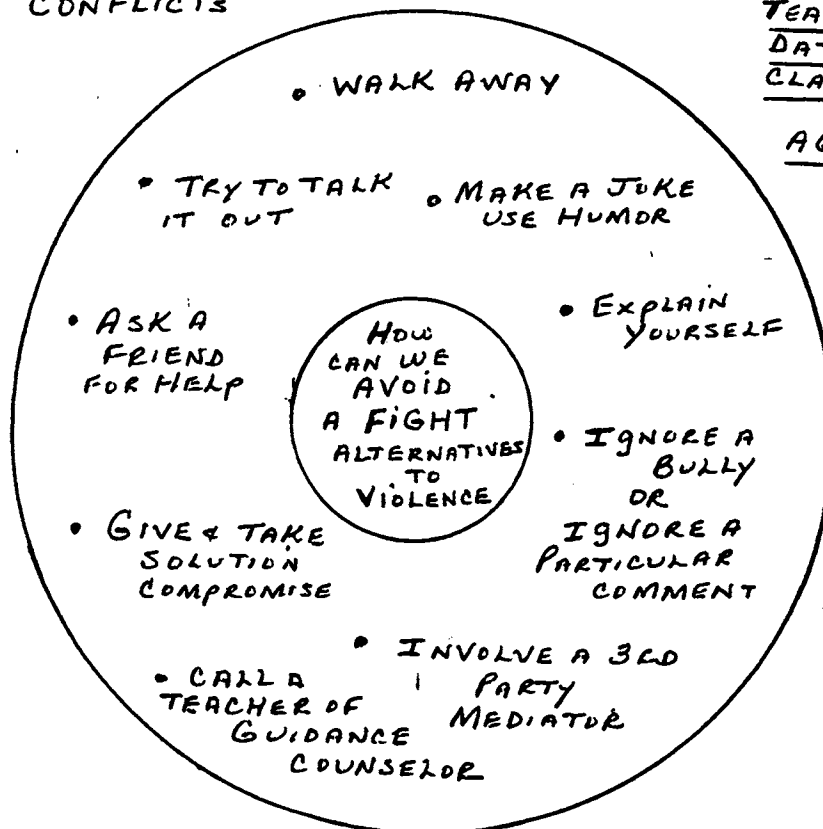 CONFLICTS
• WALK AWAY
• TRY TO TALK
IT OUT
• MAKE A JOKE
USE HUMOR
• ASK A
FRIEND
FOR HELP
• EXPLAIN
YOURSELF
HOW
CAN WE
AVOID
A FIGHT
ALTERNATIVES
TO
VIOLENCE
• IGNORE A
BULLY
OR
IGNORE A
PARTICULAR
COMMENT
• GIVE & TAKE
SOLUTION
COMPROMISE
• INVOLVE A 3RD
PARTY
MEDIATOR
• CALL A
TEACHER OF
GUIDANCE
COUNSELOR